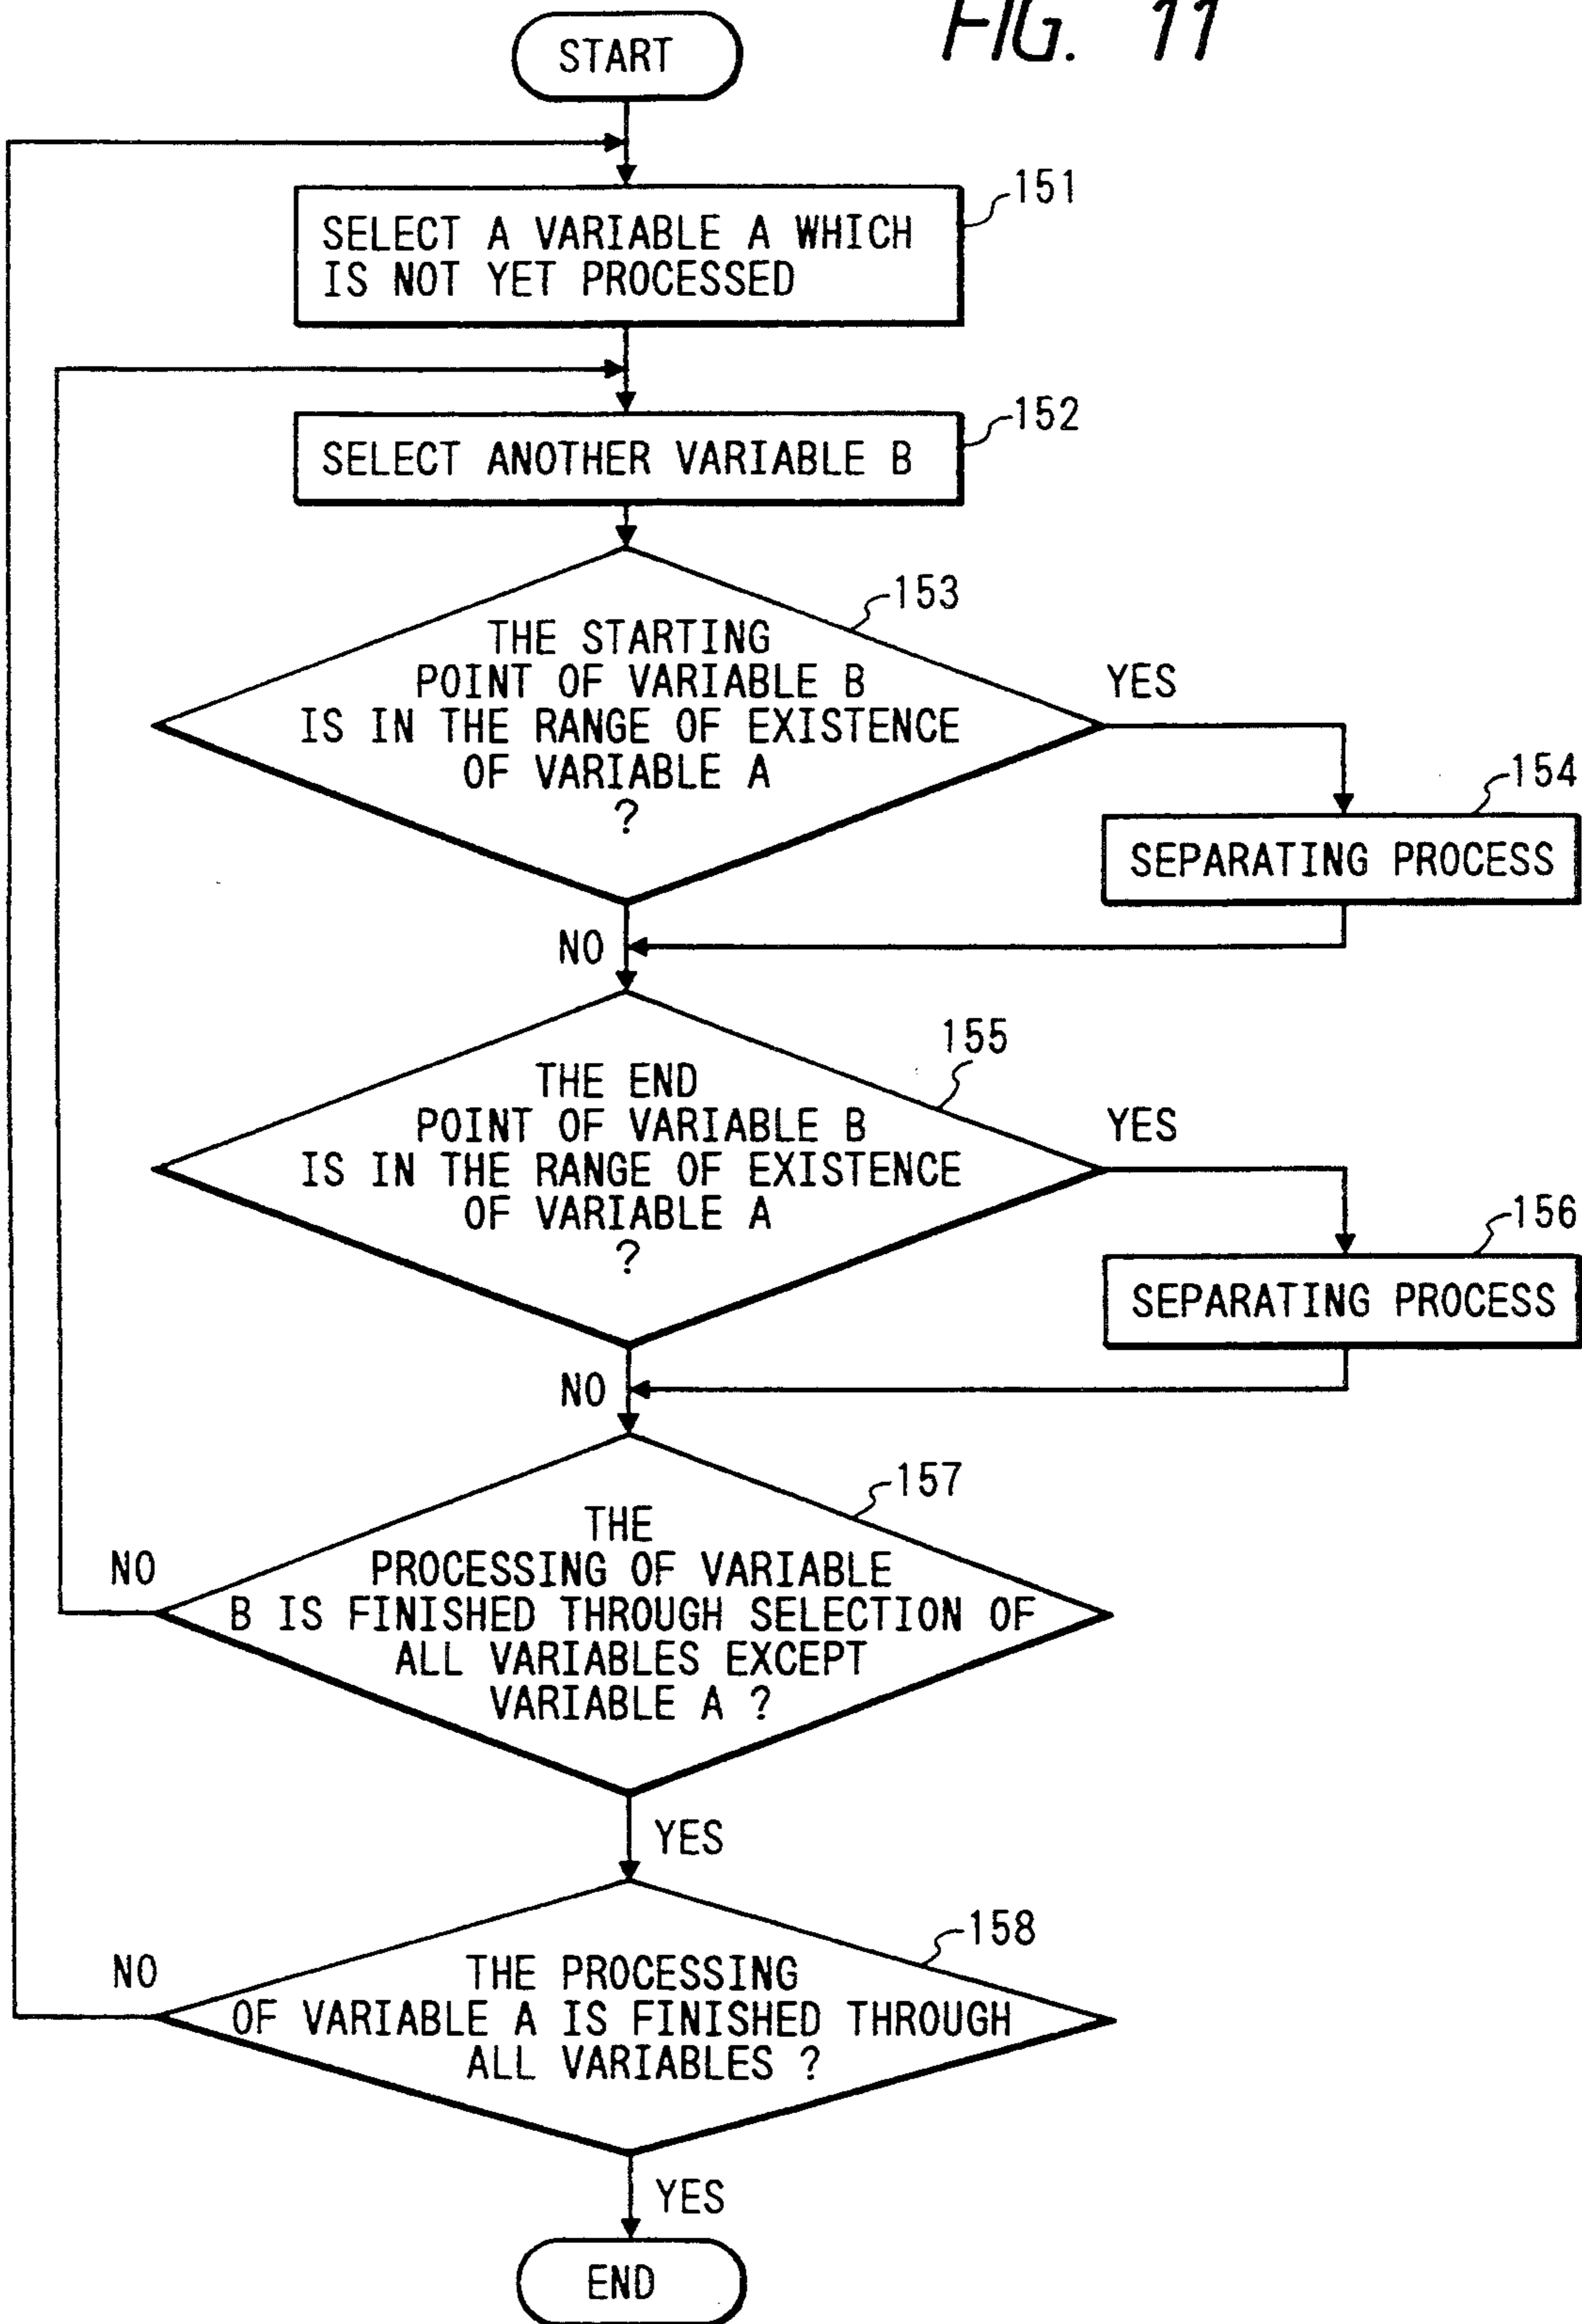 FIG. 11
START
151
SELECT A VARIABLE A WHICH
IS NOT YET PROCESSED
152
SELECT ANOTHER VARIABLE B
153
THE STARTING
POINT OF VARIABLE B
IS IN THE RANGE OF EXISTENCE
OF VARIABLE A
?
YES
154
SEPARATING PROCESS
NO
155
THE END
POINT OF VARIABLE B
IS IN THE RANGE OF EXISTENCE
OF VARIABLE A
?
YES
156
SEPARATING PROCESS
NO
157
THE
PROCESSING OF VARIABLE
B IS FINISHED THROUGH SELECTION OF
ALL VARIABLES EXCEPT
VARIABLE A ?
NO
YES
158
THE PROCESSING
OF VARIABLE A IS FINISHED THROUGH
ALL VARIABLES ?
NO
YES
END